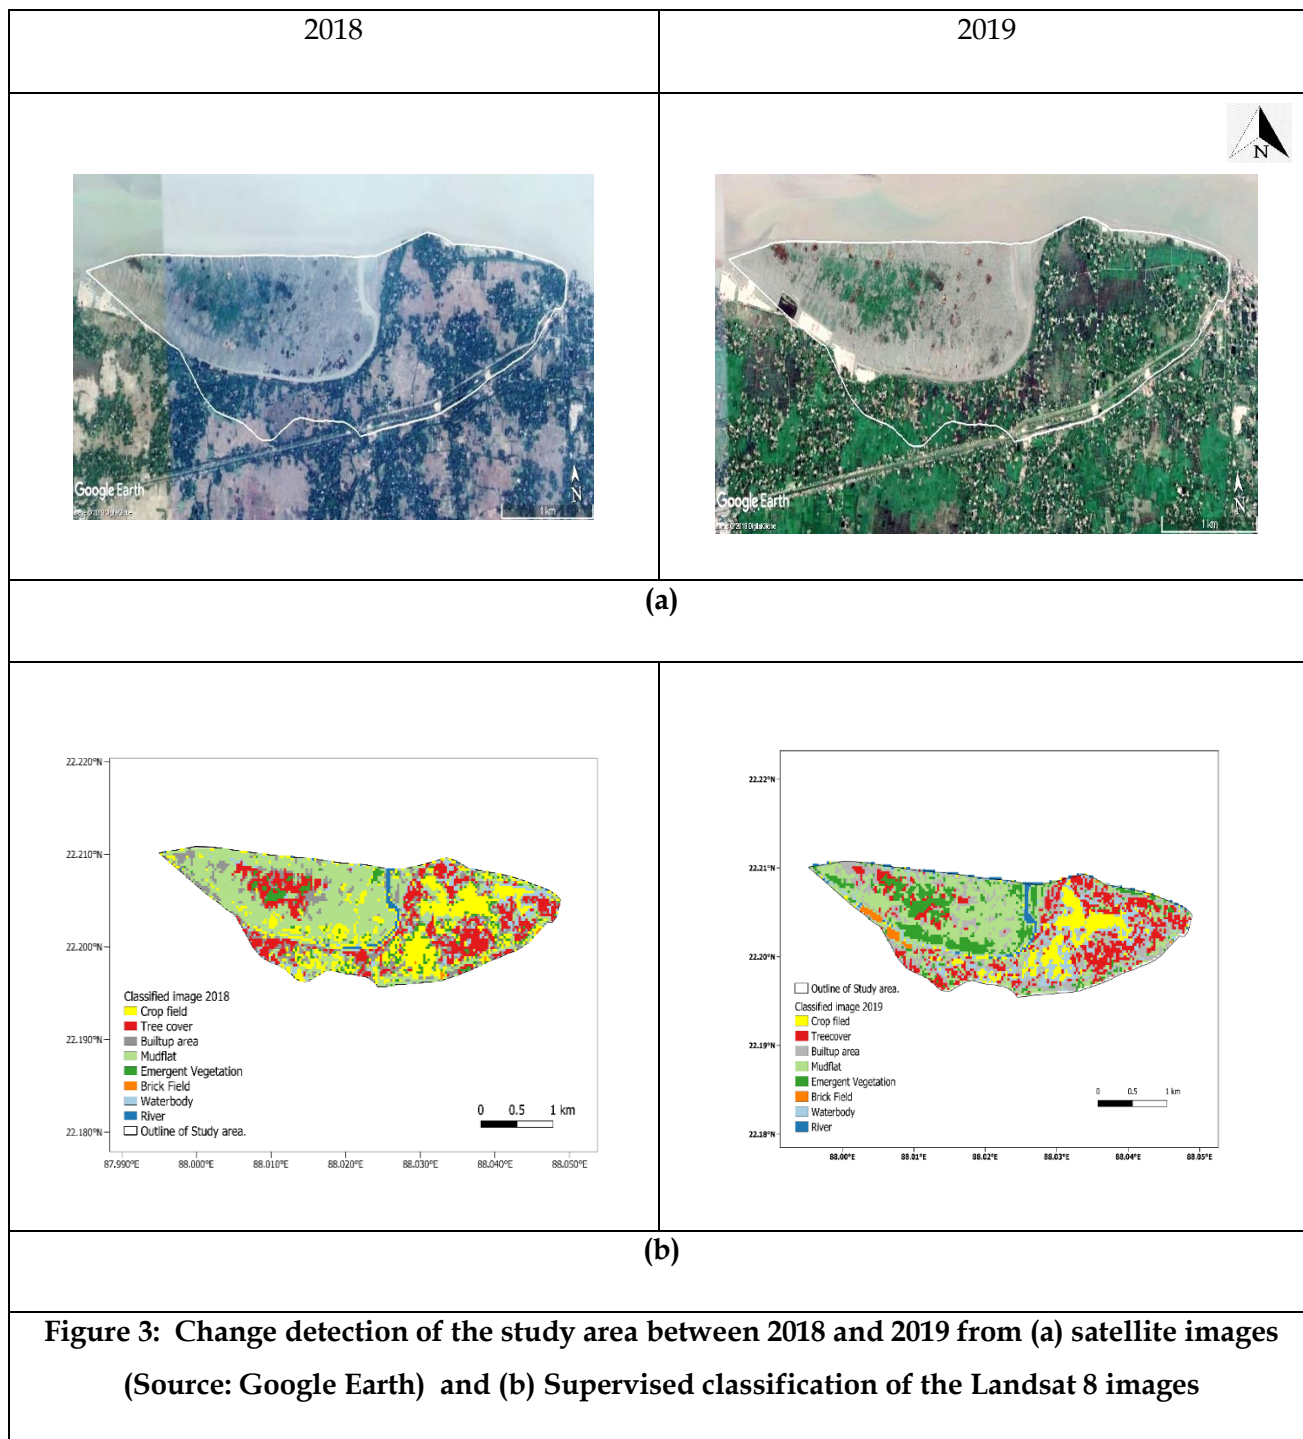 2018
2019
N
Google Earth
N
1 km
Google Earth
N
1 km
(a)
22.220°N
22.210°N
22.200°N
22.190°N
22.180°N
87.990°E 88.000°E 88.010°E 88.020°E 88.030°E 88.040°E 88.050°E
Classified image 2018
Crop field
Tree cover
Builtup area
Mudflat
Emergent Vegetation
Brick Field
Waterbody
River
Outline of Study area.
0 0.5 1 km
22.22°N
22.21°N
22.20°N
22.19°N
22.18°N
88.00°E 88.01°E 88.02°E 88.03°E 88.04°E 88.05°E
Outline of Study area.
Classified image 2019
Crop filed
Treecover
Builtup area
Mudflat
Emergent Vegetation
Brick Field
Waterbody
River
0 0.5 1 km
(b)
Figure 3: Change detection of the study area between 2018 and 2019 from (a) satellite images
(Source: Google Earth) and (b) Supervised classification of the Landsat 8 images